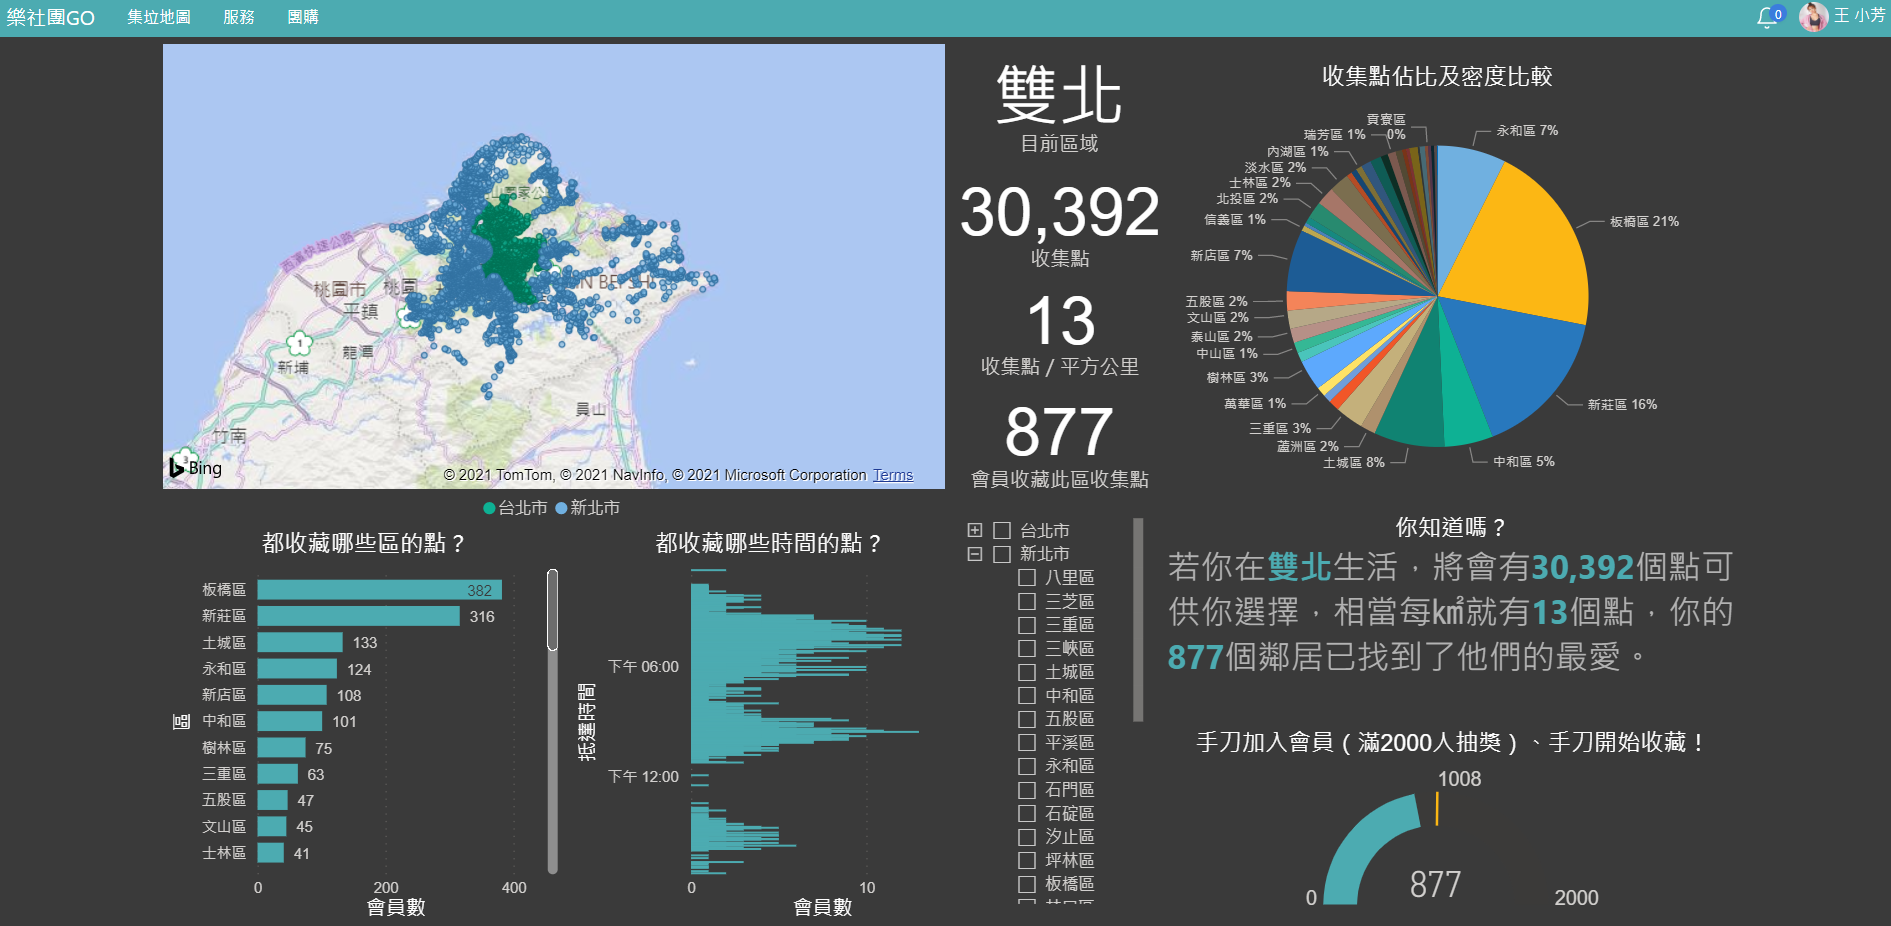 樂社團GO
集垃地圖
服務
團購
0
王 小芳
桃園市
平鎮
桃園
龍潭
1
新埔
竹南
3
員山
Bing
© 2021 TomTom, © 2021 NavInfo, © 2021 Microsoft Corporation Terms
台北市
新北市
雙北
目前區域
30,392
收集點
13
收集點 / 平方公里
877
會員收藏此區收集點
收集點佔比及密度比較
貢寮區
0%
瑞芳區 1%
內湖區 1%
淡水區 2%
士林區 2%
北投區 2%
信義區 1%
新店區 7%
五股區 2%
文山區 2%
泰山區 2%
中山區 1%
樹林區 3%
萬華區 1%
三重區 3%
蘆洲區 2%
土城區 8%
永和區 7%
板橋區 21%
新莊區 16%
中和區 5%
都收藏哪些區的點？
區
板橋區 382
新莊區 316
土城區 133
永和區 124
新店區 108
中和區 101
樹林區 75
三重區 63
五股區 47
文山區 45
士林區 41
0 200 400
會員數
都收藏哪些時間的點？
抵達時間
下午 06:00
下午 12:00
0 10
會員數
台北市
新北市
八里區
三芝區
三重區
三峽區
土城區
中和區
五股區
平溪區
永和區
石門區
石碇區
汐止區
坪林區
板橋區
你知道嗎？
若你在雙北生活，將會有30,392個點可
供你選擇，相當每㎢就有13個點，你的
877個鄰居已找到了他們的最愛。
手刀加入會員（滿2000人抽獎）、手刀開始收藏！
1008
877
0
2000